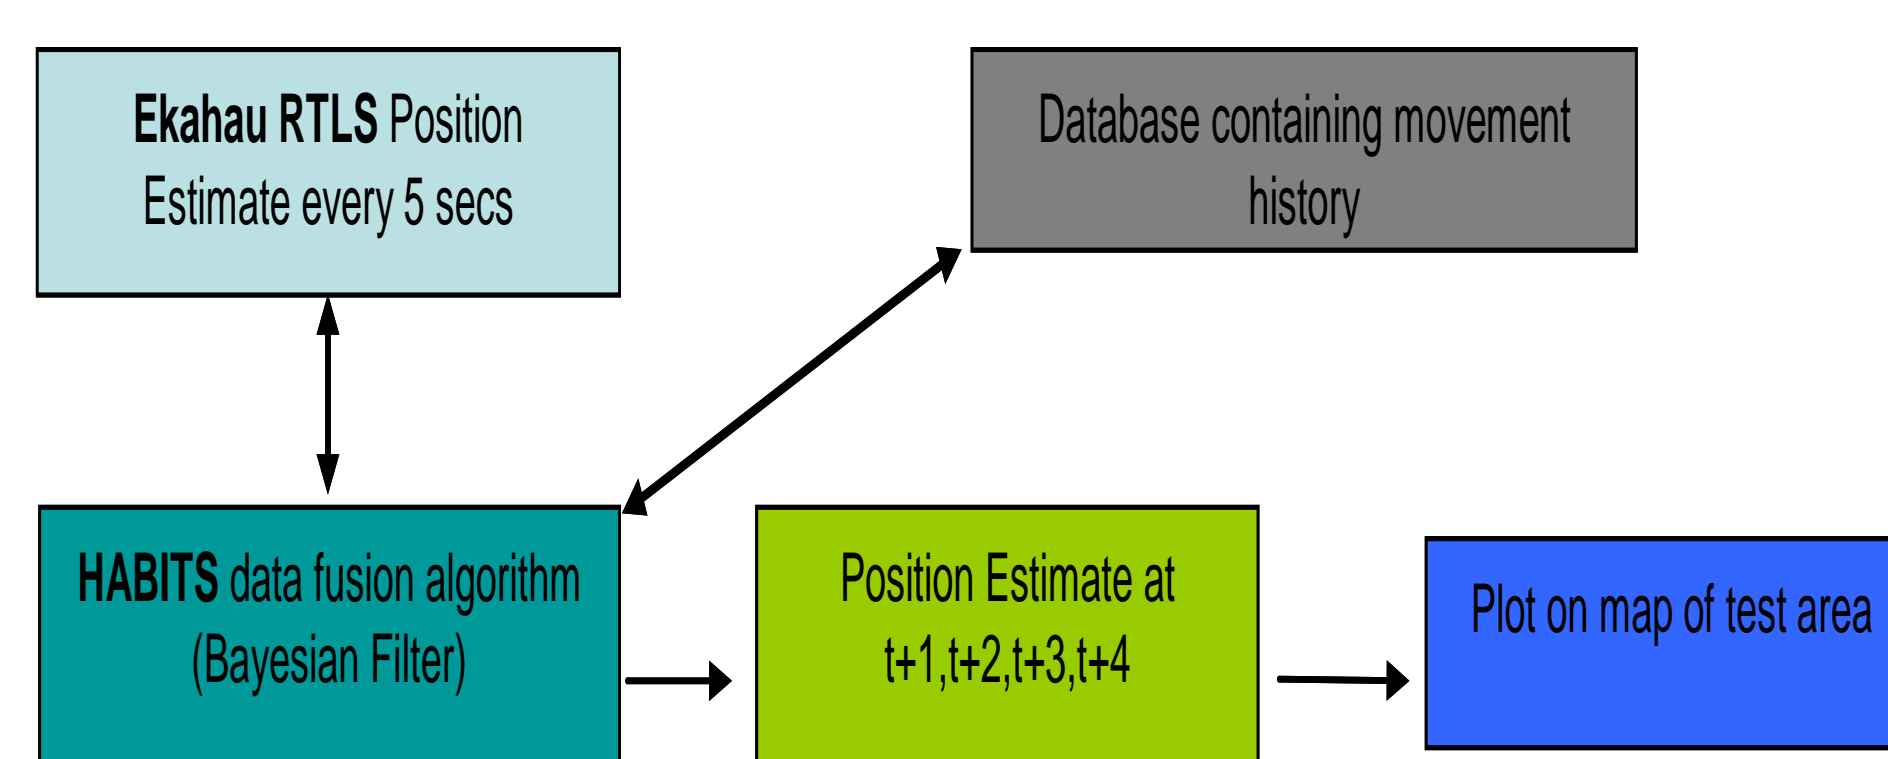 Ekahau RTLS Position
Estimate every 5 secs
Database containing movement
history
HABITS data fusion algorithm
(Bayesian Filter)
Position Estimate at
t+1,t+2,t+3,t+4
Plot on map of test area